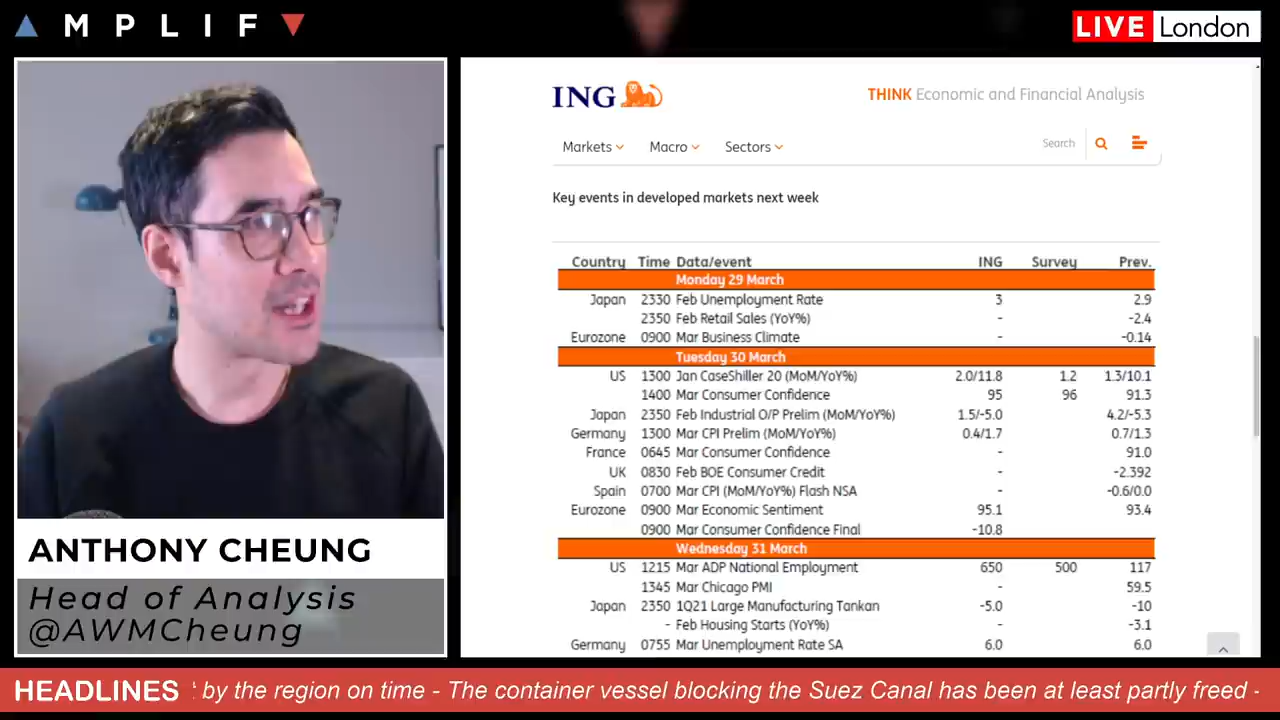 AMPLIFY
LIVE London
ING
THINK Economic and Financial Analysis
Markets Macro Sectors Search
Key events in developed markets next week
Country Time Data/event ING Survey Prev.
Monday 29 March
Japan 2330 Feb Unemployment Rate 3 2.9
2350 Feb Retail Sales (YoY%) - -2.4
Eurozone 0900 Mar Business Climate - -0.14
Tuesday 30 March
US 1300 Jan CaseShiller 20 (MoM/YoY%) 2.0/11.8 1.2 1.3/10.1
1400 Mar Consumer Confidence 95 96 91.3
Japan 2350 Feb Industrial O/P Prelim (MoM/YoY%) 1.5/-5.0 4.2/-5.3
Germany 1300 Mar CPI Prelim (MoM/YoY%) 0.4/1.7 0.7/1.3
France 0645 Mar Consumer Confidence - 91.0
UK 0830 Feb BOE Consumer Credit - -2.392
Spain 0700 Mar CPI (MoM/YoY%) Flash NSA - -0.6/0.0
Eurozone 0900 Mar Economic Sentiment 95.1 93.4
0900 Mar Consumer Confidence Final -10.8
Wednesday 31 March
US 1215 Mar ADP National Employment 650 500 117
1345 Mar Chicago PMI - 59.5
Japan 2350 1Q21 Large Manufacturing Tankan -5.0 -10
- Feb Housing Starts (YoY%) - -3.1
Germany 0755 Mar Unemployment Rate SA 6.0 6.0
ANTHONY CHEUNG
Head of Analysis
@AWMCheung
HEADLINES by the region on time - The container vessel blocking the Suez Canal has been at least partly freed -